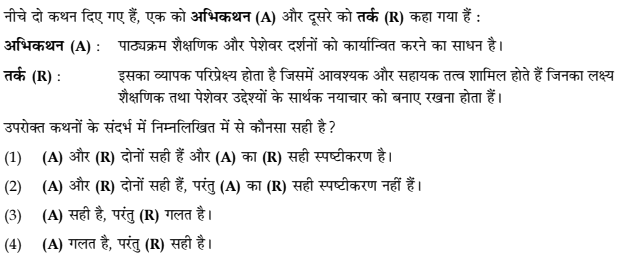 नीचे दो कथन दिए गए हैं, एक को अभिकथन (A) और दूसरे को तर्क (R) कहा गया हैं :
अभिकथन (A) : पाठ्यक्रम शैक्षणिक और पेशेवर दर्शनों को कार्यान्वित करने का साधन है।
तर्क (R) : इसका व्यापक परिप्रेक्ष्य होता है जिसमें आवश्यक और सहायक तत्व शामिल होते हैं जिनका लक्ष्य
शैक्षणिक तथा पेशेवर उद्देश्यों के सार्थक नयाचार को बनाए रखना होता हैं।
उपरोक्त कथनों के संदर्भ में निम्नलिखित में से कौनसा सही है ?
(1) (A) और (R) दोनों सही हैं और (A) का (R) सही स्पष्टीकरण है।
(2) (A) और (R) दोनों सही हैं, परंतु (A) का (R) सही स्पष्टीकरण नहीं हैं।
(3) (A) सही है, परंतु (R) गलत है।
(4) (A) गलत है, परंतु (R) सही है।